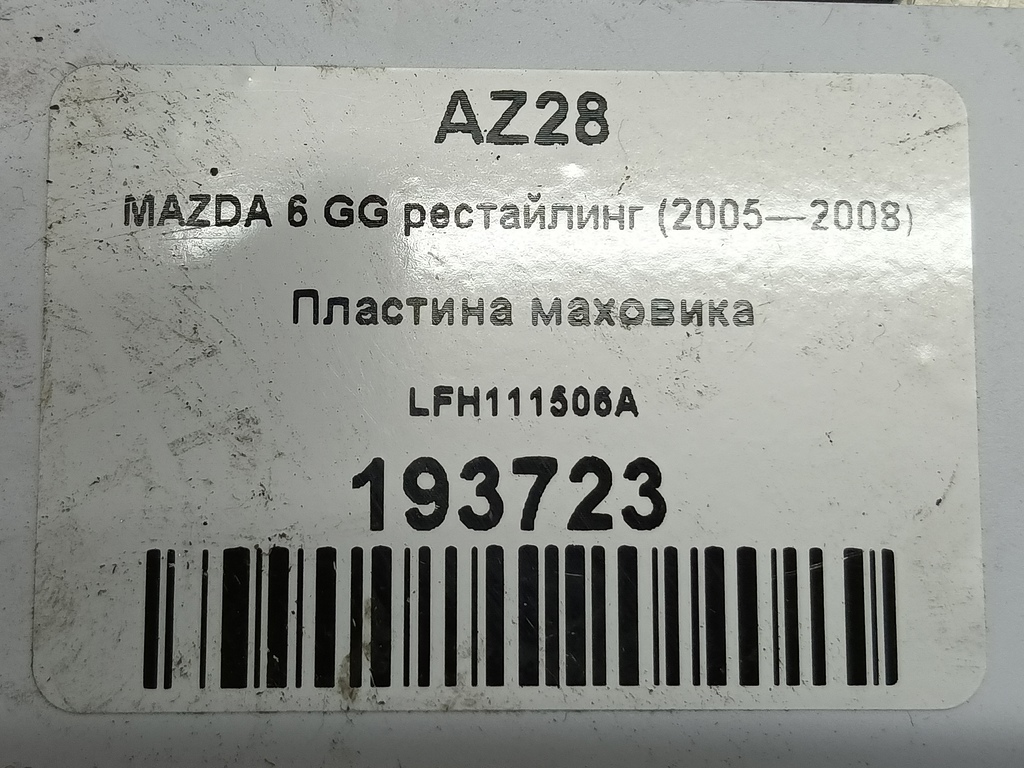 AZ28
MAZDA 6 GG рестайлинг (2005—2008)
Пластина маховика
LFH111506A
193723